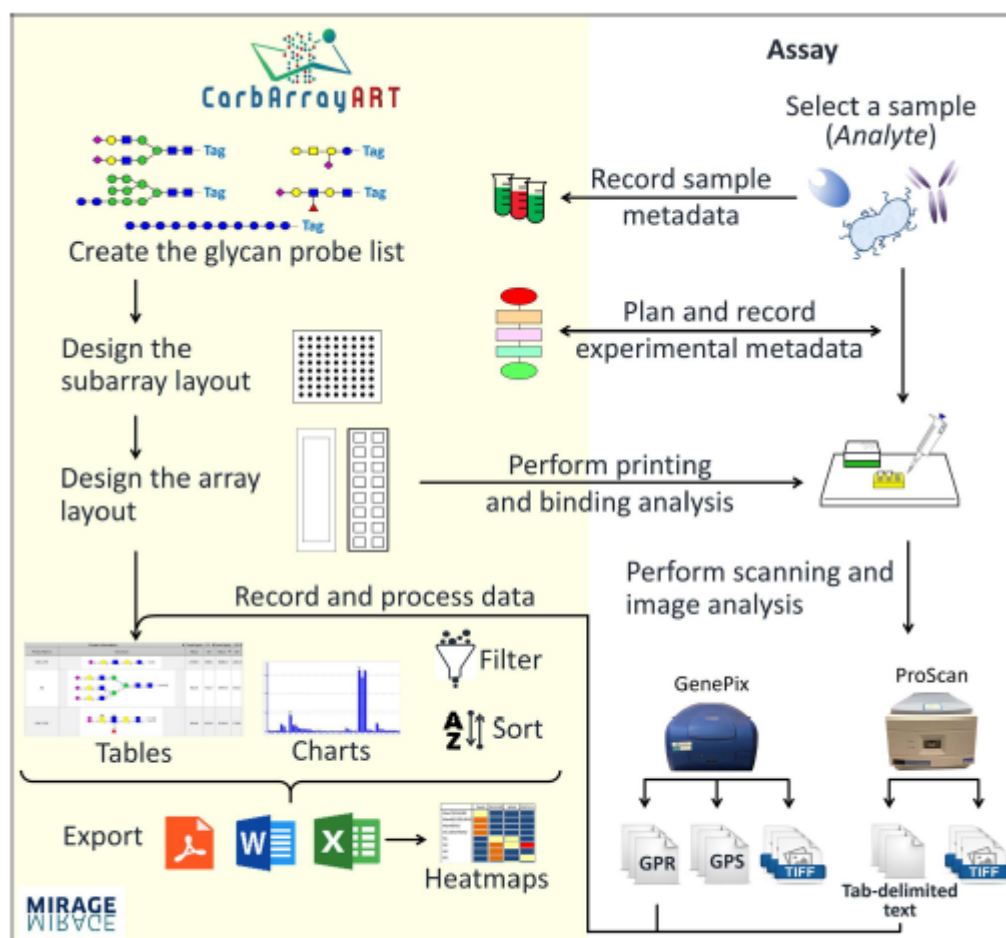 CarbArrayART
Tag
Tag
Tag
Tag
Tag
Create the glycan probe list
Design the
subarray layout
Design the array
layout
Assay
Select a sample
(Analyte)
Record sample
metadata
Plan and record
experimental metadata
Perform printing
and binding analysis
Perform scanning and
image analysis
Record and process data
Filter
A
Z
Sort
Tables
Charts
GenePix
ProScan
Export
W
X
Heatmaps
GPR
GPS
TIFF
Tab-delimited
text
TIFF
MIRAGE